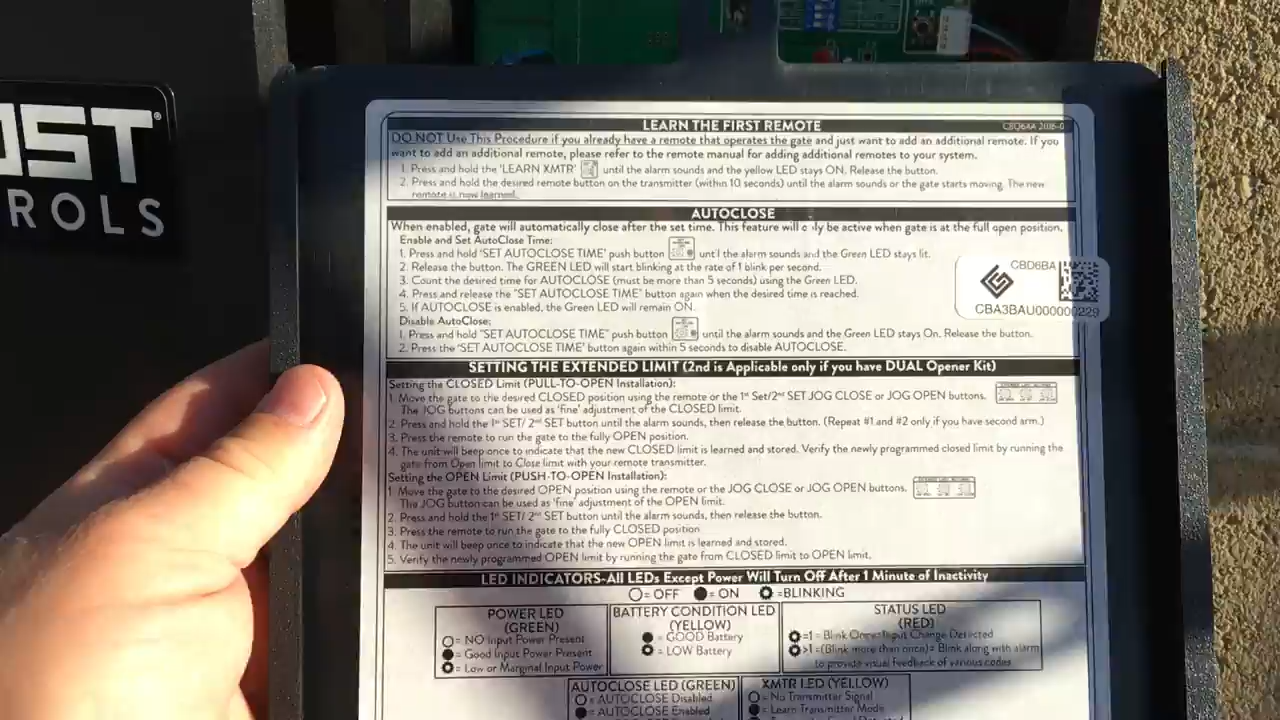 OST®
ROLS
LEARN THE FIRST REMOTE
DO NOT Use This Procedure if you already have a remote that operates the gate and just want to add an additional remote. If you
want to add an additional remote, please refer to the remote manual for adding additional remotes to your system.
1. Press and hold the 'LEARN XMTR' until the alarm sounds and the yellow LED stays ON. Release the button.
2. Press and hold the desired remote button on the transmitter (within 10 seconds) until the alarm sounds or the gate starts moving. The new
remote is now learned.
AUTOCLOSE
When enabled, gate will automatically close after the set time. This feature will only be active when gate is at the full open position.
Enable and Set AutoClose Time:
1. Press and hold 'SET AUTOCLOSE TIME" push button until the alarm sounds and the Green LED stays lit.
2. Release the button. The GREEN LED will start blinking at the rate of 1 blink per second.
3. Count the desired time for AUTOCLOSE (must be more than 5 seconds) using the Green LED.
4. Press and release the "SET AUTOCLOSE TIME" button again when the desired time is reached.
5. If AUTOCLOSE is enabled, the Green LED will remain ON.
Disable AutoClose:
1. Press and hold "SET AUTOCLOSE TIME" push button until the alarm sounds and the Green LED stays On. Release the button.
2. Press the 'SET AUTOCLOSE TIME' button again within 5 seconds to disable AUTOCLOSE.
CBD6BA
CBA3BAU000000229
SETTING THE EXTENDED LIMIT (2nd is Applicable only if you have DUAL Opener Kit)
Setting the CLOSED Limit (PULL-TO-OPEN Installation):
1. Move the gate to the desired CLOSED position using the remote or the 1st Set/2nd SET JOG CLOSE or JOG OPEN buttons.
The JOG buttons can be used as 'fine' adjustment of the CLOSED limit.
2. Press and hold the 1st SET/ 2nd SET button until the alarm sounds, then release the button. (Repeat #1 and #2 only if you have second arm.)
3. Press the remote to run the gate to the fully OPEN position.
4. The unit will beep once to indicate that the new CLOSED limit is learned and stored. Verify the newly programmed closed limit by running the
gate from Open limit to Close limit with your remote transmitter.
Setting the OPEN Limit (PUSH-TO-OPEN Installation):
1 Move the gate to the desired OPEN position using the remote or the JOG CLOSE or JOG OPEN buttons.
The JOG button can be used as 'fine' adjustment of the OPEN limit.
2. Press and hold the 1st SET/ 2nd SET button until the alarm sounds, then release the button.
3. Press the remote to run the gate to the fully CLOSED position
4. The unit will beep once to indicate that the new OPEN limit is learned and stored.
5. Verify the newly programmed OPEN limit by running the gate from CLOSED limit to OPEN limit.
LED INDICATORS-All LEDs Except Power Will Turn Off After 1 Minute of Inactivity
= OFF = ON =BLINKING
POWER LED
(GREEN)
= NO Input Power Present
= Good Input Power Present
= Low or Marginal Input Power
BATTERY CONDITION LED
(YELLOW)
= GOOD Battery
= LOW Battery
STATUS LED
(RED)
=1= Blink Once=Input Change Detected
>1 =(Blink more than once)= Blink along with alarm
to provide visual feedback of various codes
AUTOCLOSE LED (GREEN)
= AUTOCLOSE Disabled
= AUTOCLOSE Enabled
XMTR LED (YELLOW)
= No Transmitter Signal
= Learn Transmitter Mode